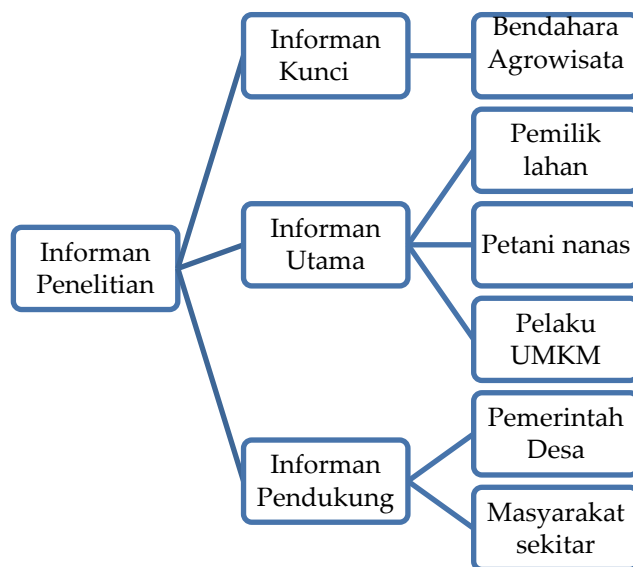 Informan
Penelitian
Informan
Kunci
Bendahara
Agrowisata
Informan
Utama
Pemilik
lahan
Petani nanas
Pelaku
UMKM
Informan
Pendukung
Pemerintah
Desa
Masyarakat
sekitar